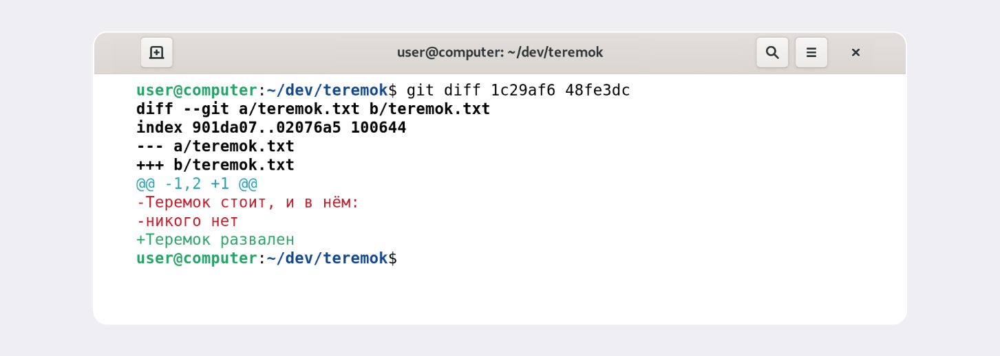 user@computer: ~/dev/teremok
user@computer:~/dev/teremok$ git diff 1c29af6 48fe3dc
diff --git a/teremok.txt b/teremok.txt
index 901da07..02076a5 100644
--- a/teremok.txt
+++ b/teremok.txt
@@ -1,2 +1 @@
-Теремок стоит, и в нём:
-никого нет
+Теремок развален
user@computer:~/dev/teremok$